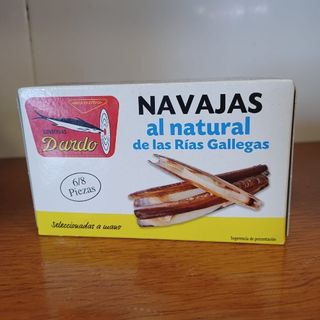 CONSERVAS
Dardo
NAVAJAS
al natural
de las Rías Gallegas
6/8
Piezas
Seleccionadas a mano
Sugerencia de presentación